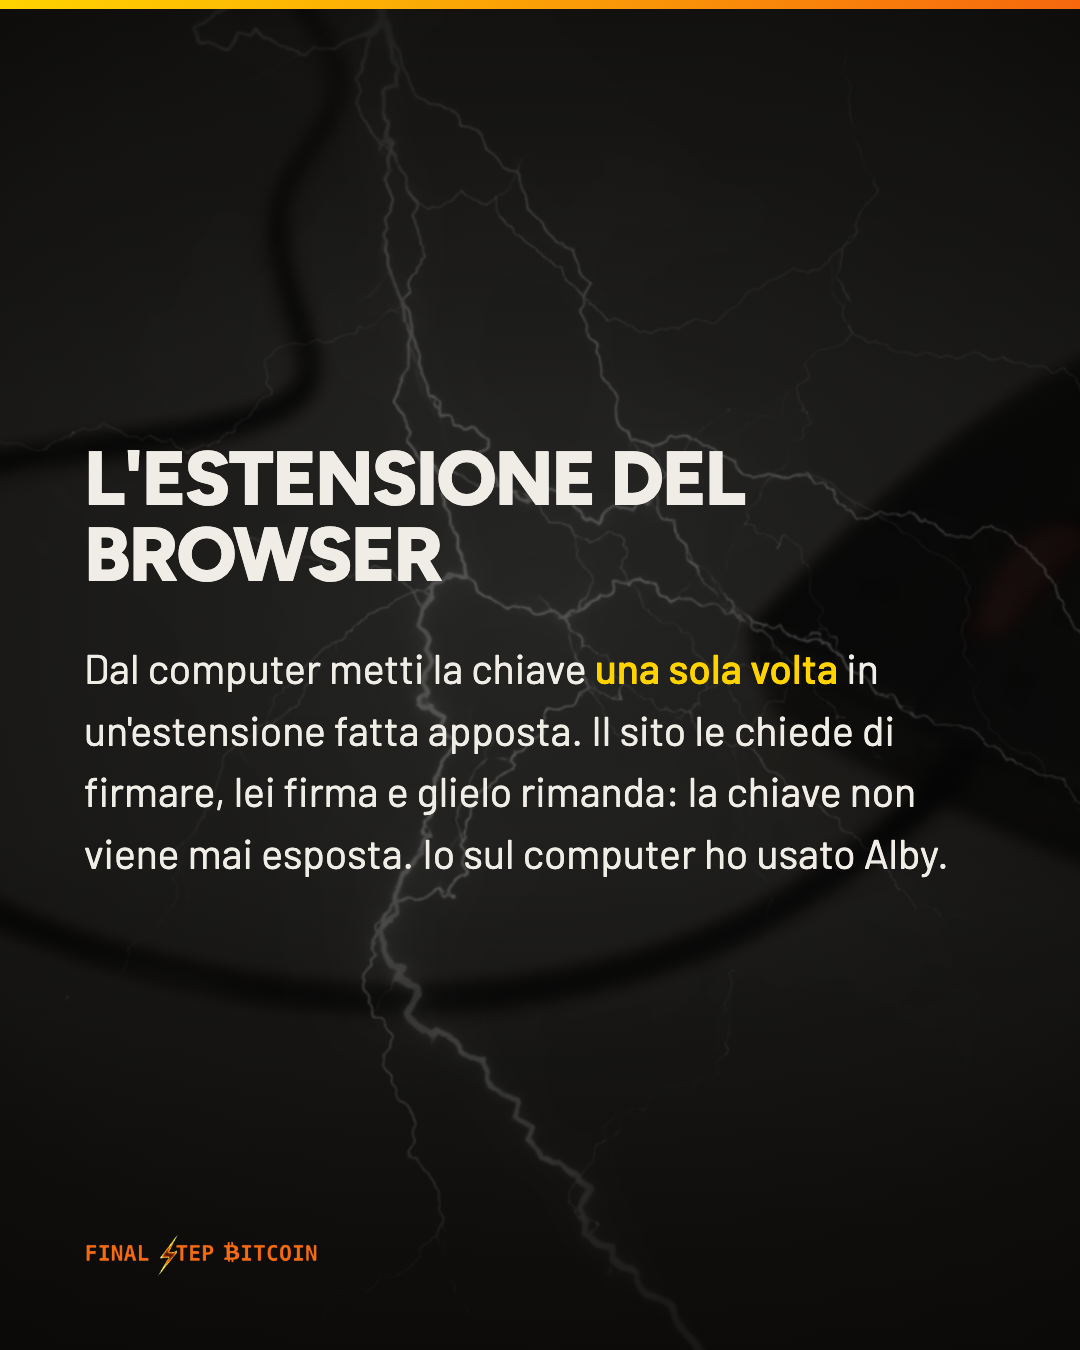 L'ESTENSIONE DEL
BROWSER
Dal computer metti la chiave una sola volta in
un'estensione fatta apposta. Il sito le chiede di
firmare, lei firma e glielo rimanda: la chiave non
viene mai esposta. Io sul computer ho usato Alby.
FINAL STEP BITCOIN